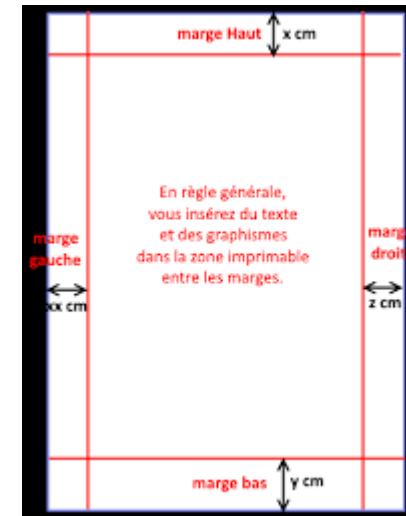 marge Haut x cm
En règle générale,
vous insérez du texte
et des graphismes
dans la zone imprimable
entre les marges.
marge
gauche
xx cm
marg
droit
z cm
marge bas y cm